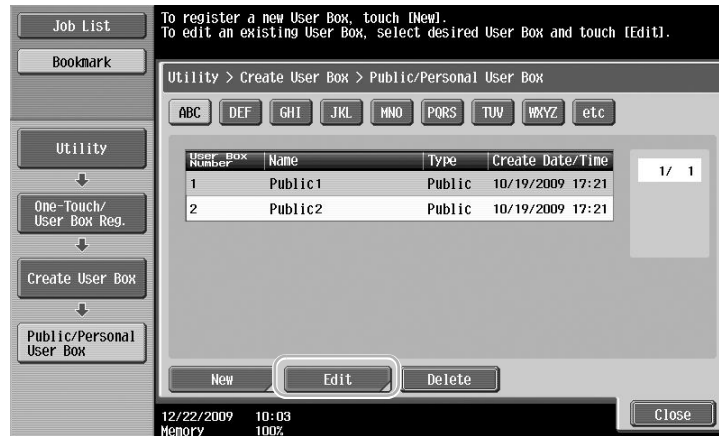 Job List
Bookmark
To register a new User Box, touch [New].
To edit an existing User Box, select desired User Box and touch [Edit].
Utility > Create User Box > Public/Personal User Box
ABC DEF GHI JKL MNO PQRS TUV WXYZ etc
Utility
One-Touch/
User Box Reg.
Create User Box
Public/Personal
User Box
User Box
Number Name Type Create Date/Time
1 Public1 Public 10/19/2009 17:21
2 Public2 Public 10/19/2009 17:21
1/ 1
New Edit Delete
Close
12/22/2009 10:03
Memory 100%